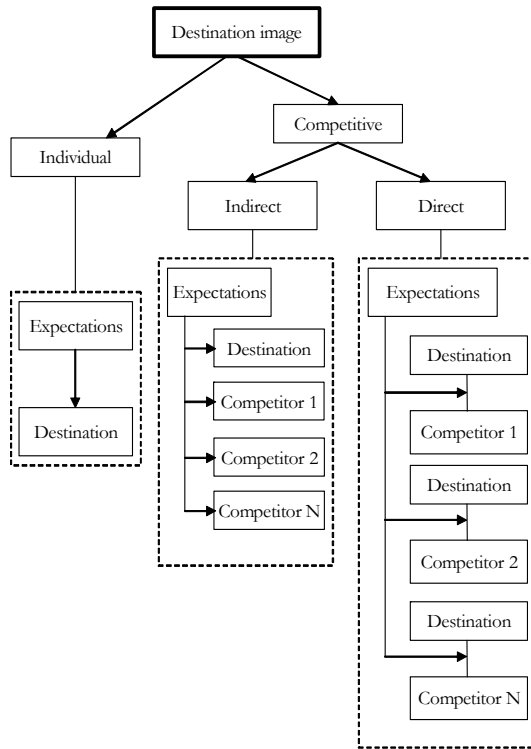 Destination image
Competitive
Individual
Indirect
Direct
Expectations
Destination
Expectations
Destination
Competitor 1
Competitor 2
Competitor N
Expectations
Destination
Competitor 1
Destination
Competitor 2
Destination
Competitor N